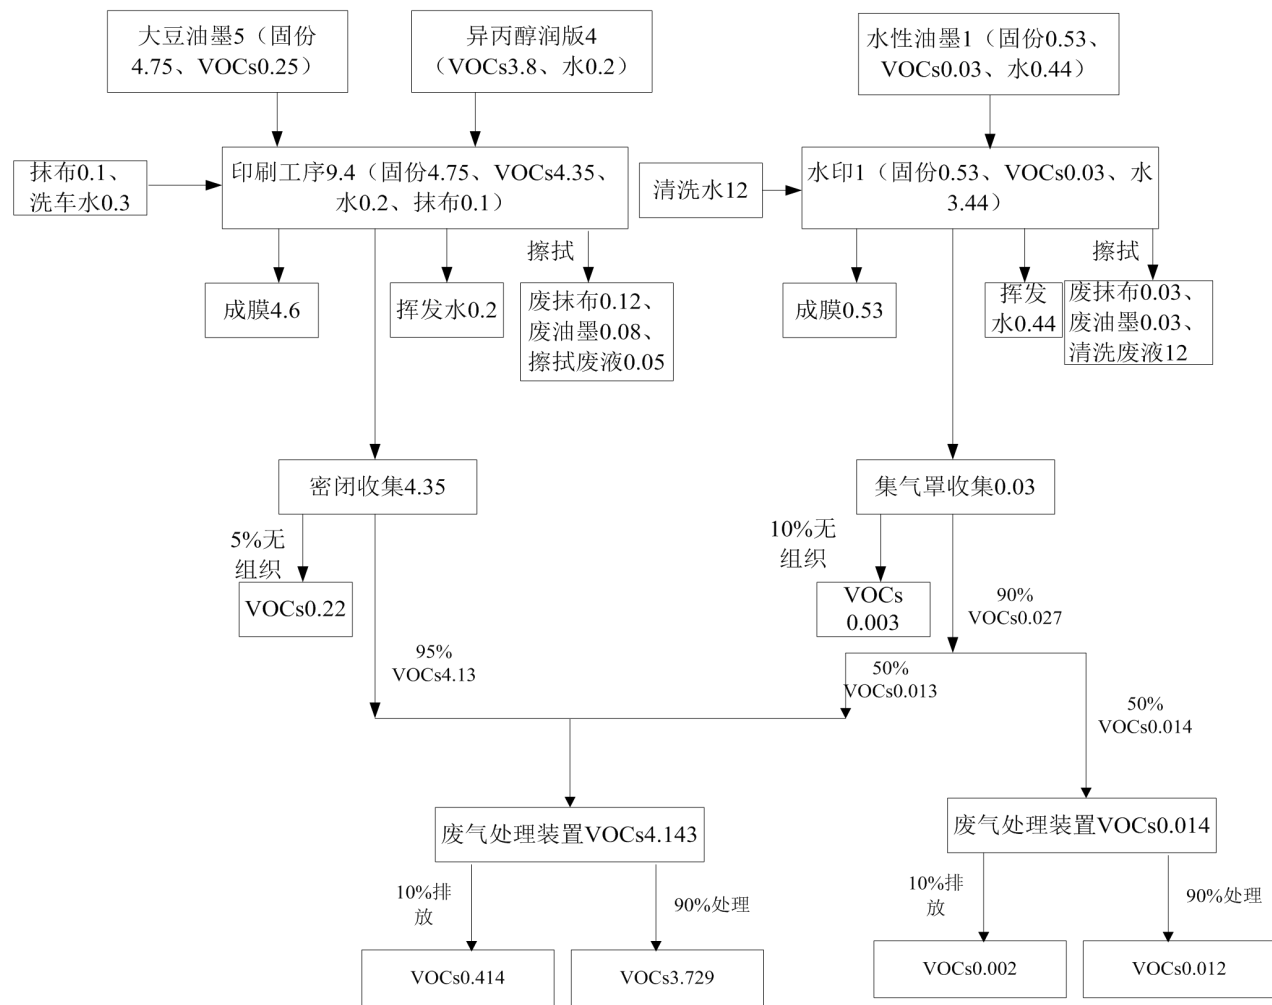 大豆油墨5（固份
4.75、VOCs0.25）
异丙醇润版4
（VOCs3.8、水0.2）
水性油墨1（固份0.53、
VOCs0.03、水0.44）
抹布0.1、
洗车水0.3
印刷工序9.4（固份4.75、VOCs4.35、
水0.2、抹布0.1）
清洗水12
水印1（固份0.53、VOCs0.03、水
3.44）
擦拭
擦拭
成膜4.6
挥发水0.2
废抹布0.12、
废油墨0.08、
擦拭废液0.05
成膜0.53
挥发
水0.44
废抹布0.03、
废油墨0.03、
清洗废液12
密闭收集4.35
集气罩收集0.03
5%无
组织
10%无
组织
VOCs0.22
VOCs
0.003
90%
VOCs0.027
95%
VOCs4.13
50%
VOCs0.013
50%
VOCs0.014
废气处理装置VOCs4.143
废气处理装置VOCs0.014
10%排
放
90%处理
10%排
放
90%处理
VOCs0.414
VOCs3.729
VOCs0.002
VOCs0.012